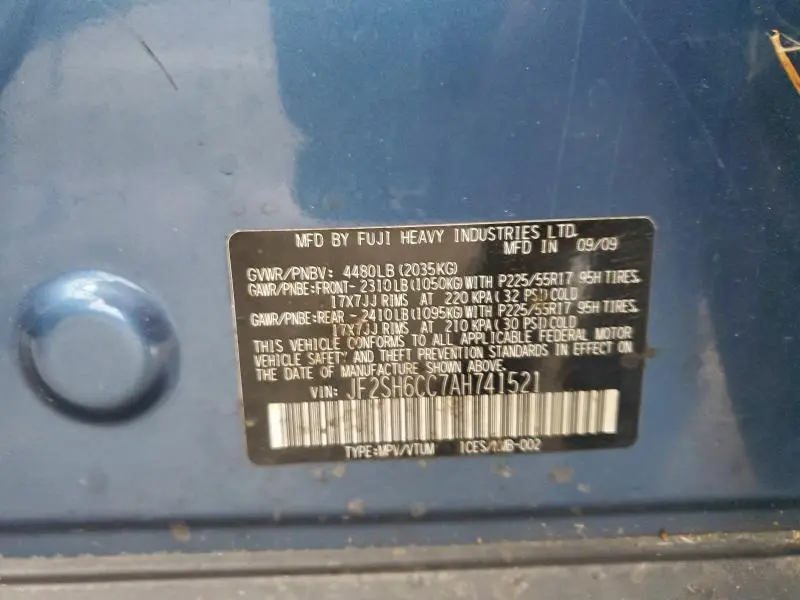 MFD BY FUJI HEAVY INDUSTRIES LTD.
MFD IN 09/09
GVWR/PNBV: 4480LB(2035KG)
GAWR/PNBE:FRONT-2310LB(1050KG)WITH P225/55R17 95H TIRES,
17X7JJ RIMS AT 220 KPA(32 PSI)COLD
GAWR/PNBE:REAR -2410LB(1095KG)WITH P225/55R17 95H TIRES,
17X7JJ RIMS AT 210 KPA(30 PSI)COLD
THIS VEHICLE CONFORMS TO ALL APPLICABLE FEDERAL MOTOR
VEHICLE SAFETY AND THEFT PREVENTION STANDARDS IN EFFECT ON
THE DATE OF MANUFACTURE SHOWN ABOVE.
VIN: JF2SH6CC7AH741521
TYPE:MPV/VTUM ICES/NMB-002